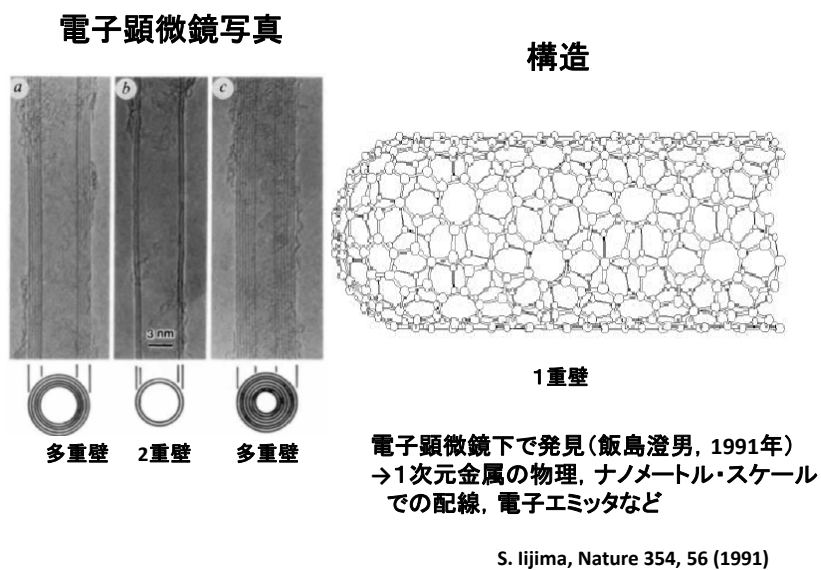 電子顕微鏡写真
構造
a
b
c
3 nm
多重壁
2重壁
多重壁
１重壁
電子顕微鏡下で発見（飯島澄男，1991年）
→１次元金属の物理，ナノメートル・スケール
での配線，電子エミッタなど
S. Iijima, Nature 354, 56 (1991)